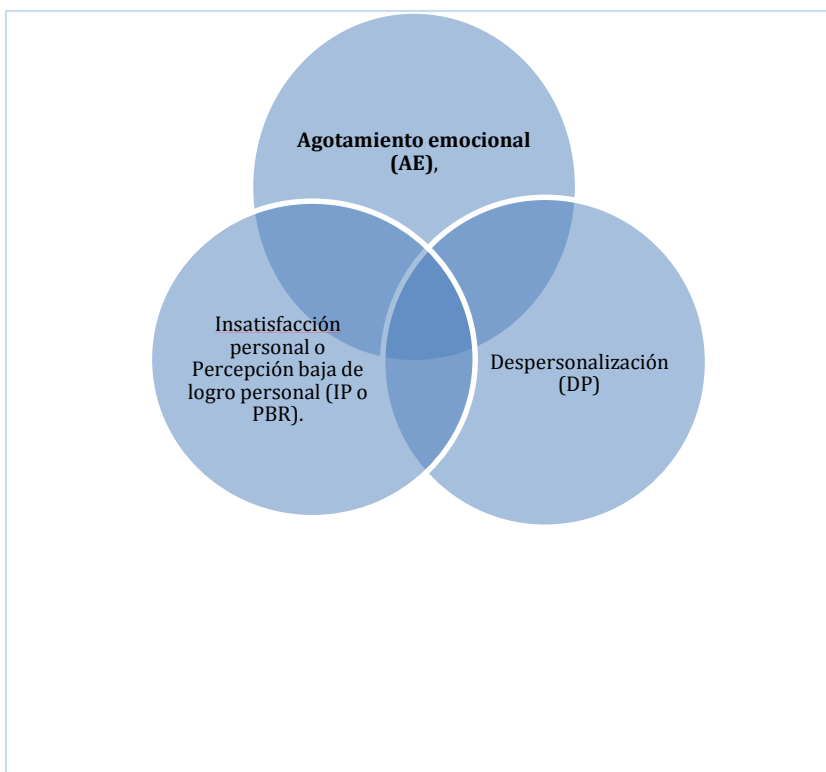 Agotamiento emocional
(AE),
Insatisfacción
personal o
Percepción baja de
logro personal (IP o
PBR).
Despersonalización
(DP)